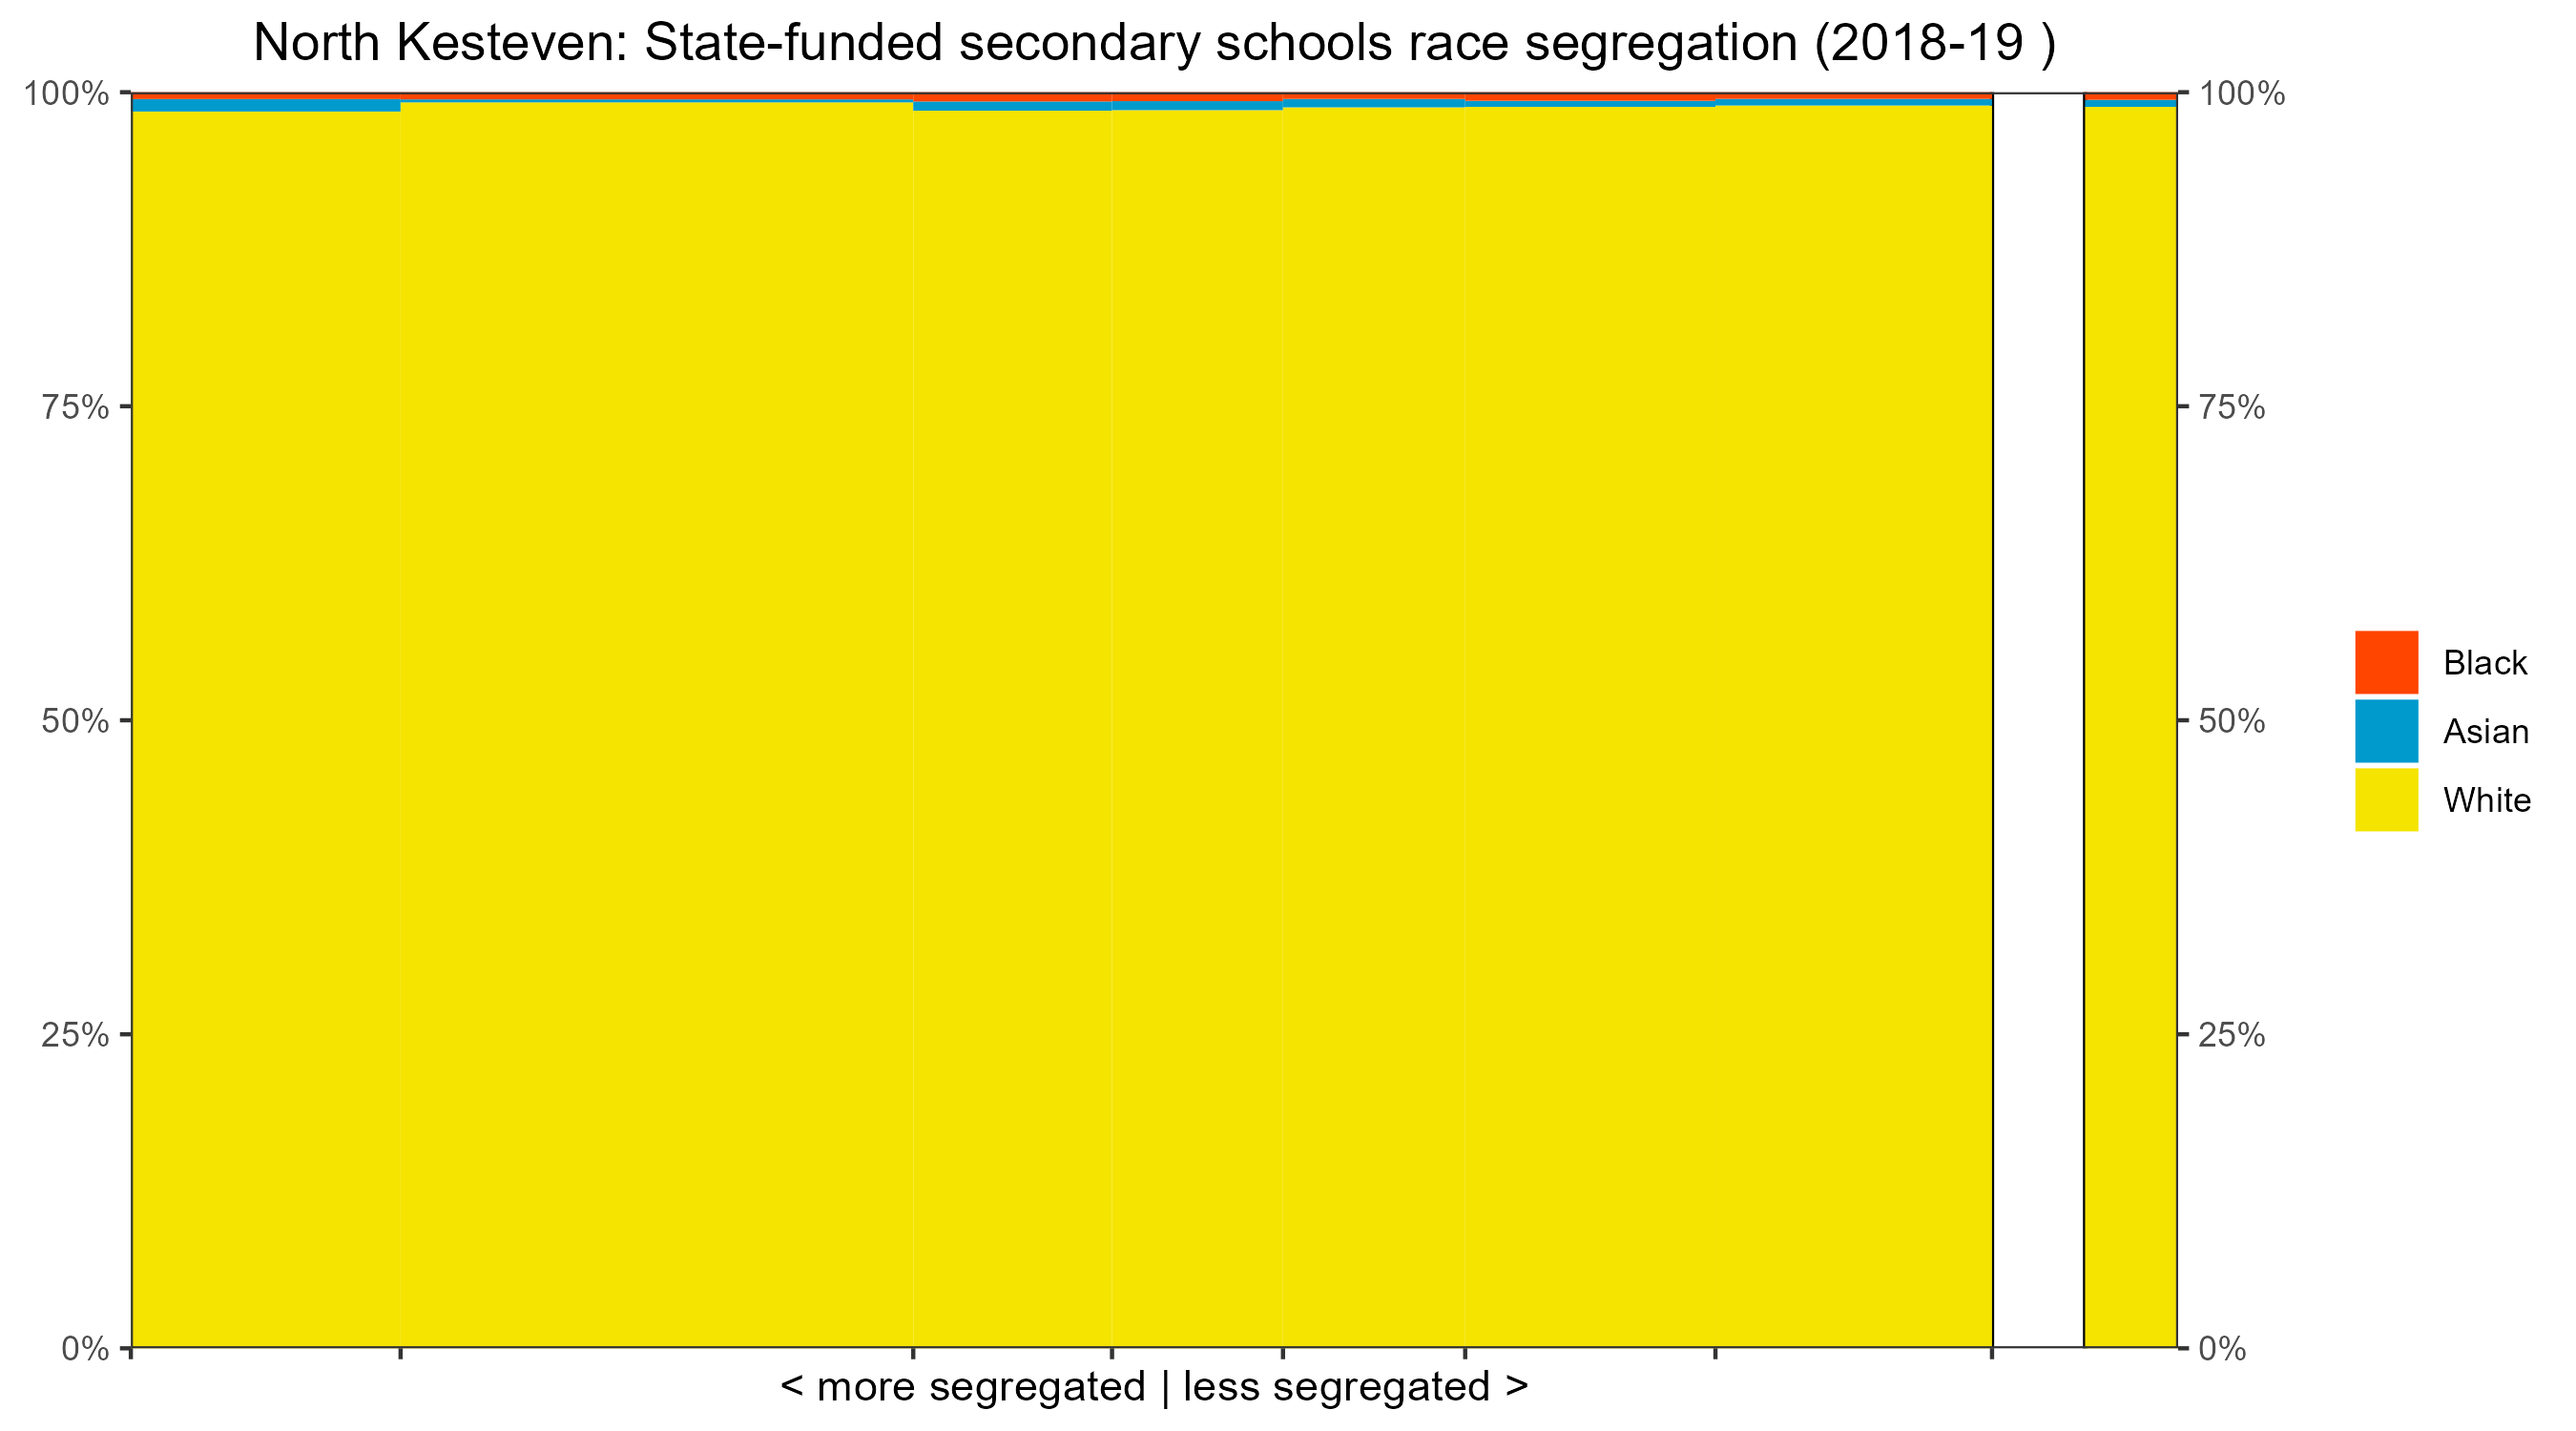 North Kesteven: State-funded secondary schools race segregation (2018-19 )
100%
75%
50%
25%
0%
100%
75%
50%
25%
0%
Black
Asian
White
< more segregated | less segregated >